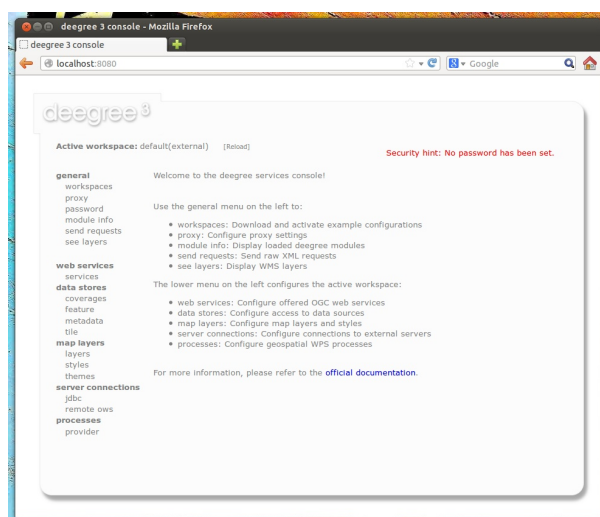 deegree 3 console - Mozilla Firefox
deegree 3 console
localhost:8080
Google
deegree 3
Active workspace: default(external) [Reload]
Security hint: No password has been set.
general
workspaces
proxy
password
module info
send requests
see layers
web services
services
data stores
coverages
feature
metadata
tile
map layers
layers
styles
themes
server connections
jdbc
remote ows
processes
provider
Welcome to the deegree services console!
Use the general menu on the left to:
• workspaces: Download and activate example configurations
• proxy: Configure proxy settings
• module info: Display loaded deegree modules
• send requests: Send raw XML requests
• see layers: Display WMS layers
The lower menu on the left configures the active workspace:
• web services: Configure offered OGC web services
• data stores: Configure access to data sources
• map layers: Configure map layers and styles
• server connections: Configure connections to external servers
• processes: Configure geospatial WPS processes
For more information, please refer to the official documentation.